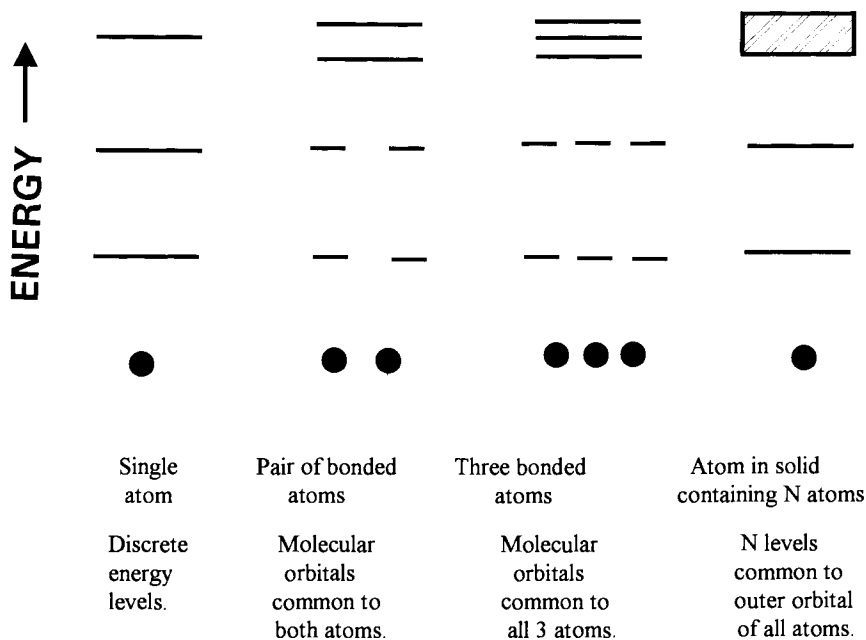 ENERGY
Single
atom
Discrete
energy
levels.
Pair of bonded
atoms
Molecular
orbitals
common to
both atoms.
Three bonded
atoms
Molecular
orbitals
common to
all 3 atoms.
Atom in solid
containing N atoms
N levels
common to
outer orbital
of all atoms.